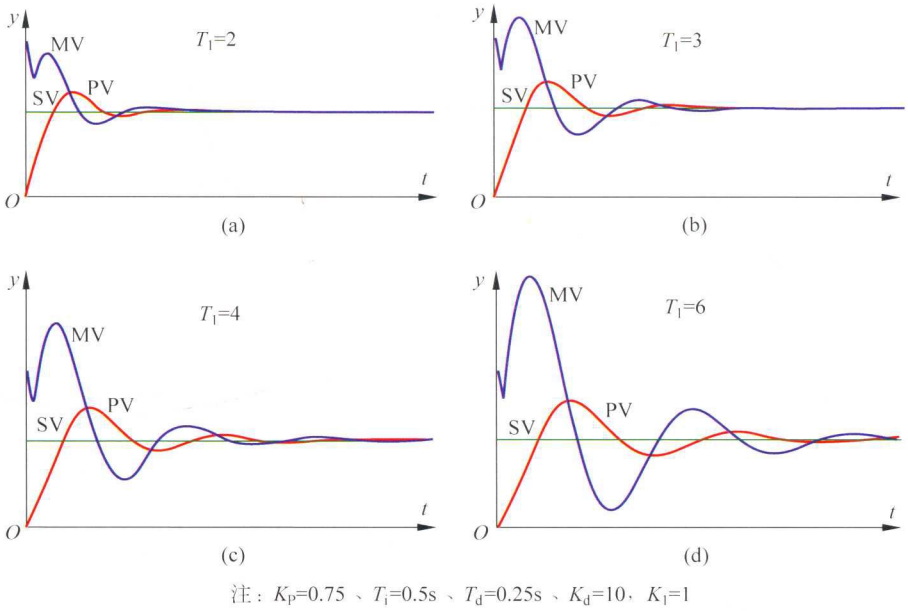 y
T₁=2
MV
SV
PV
O
t
(a)
y
T₁=3
MV
SV
PV
O
t
(b)
y
T₁=4
MV
SV
PV
O
t
(c)
y
T₁=6
MV
SV
PV
O
t
(d)
注：Kₚ=0.75 、Tᵢ=0.5s 、Td=0.25s 、Kd=10、K₁=1